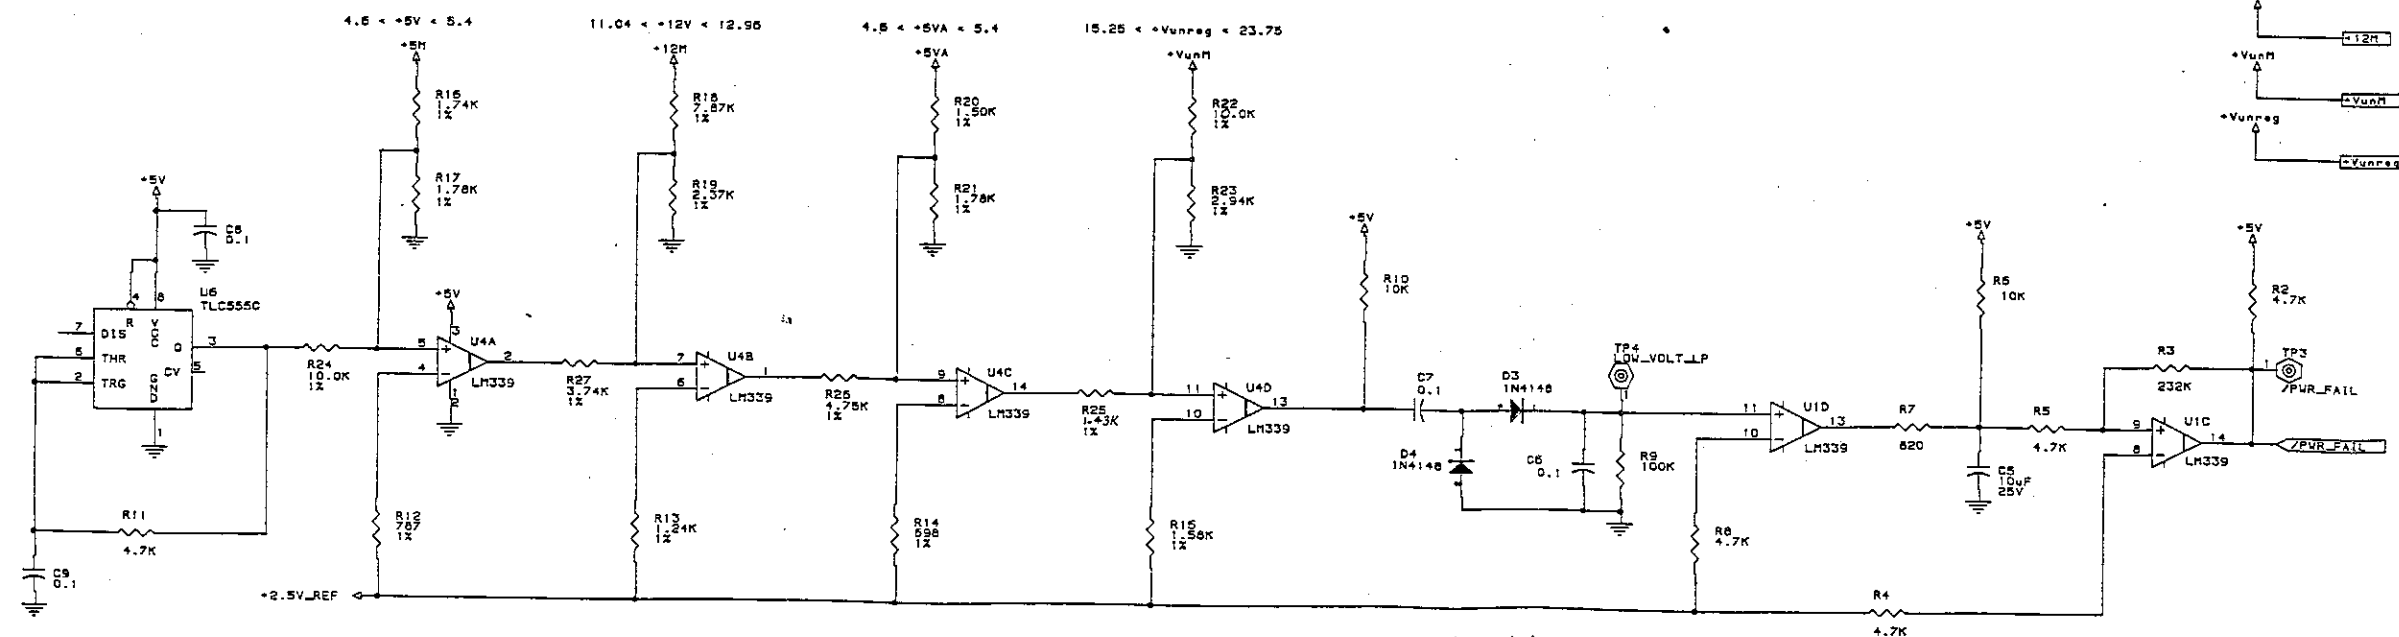 4.6 < +5V < 5.4
11.04 < +12V < 12.96
4.6 < +5VA < 5.4
15.25 < +Vunreg < 23.75
+5M
+12M
+5VA
+VunM
+12M
+VunM
+VunM
+Vunreg
+Vunreg
R16
1.74K
1%
R18
7.87K
1%
R20
1.50K
1%
R22
10.0K
1%
R17
1.78K
1%
R19
2.37K
1%
R21
1.78K
1%
R23
2.94K
1%
+5V
C8
0.1
U6
TLC555C
4
8
R
VCC
7
DIS
6
THR
2
TRG
Q
3
CV
5
GND
1
R24
10.0K
1%
+5V
3
5
4
U4A
2
LM339
12
R27
3.74K
1%
7
6
U4B
1
LM339
R26
4.75K
1%
9
8
U4C
14
LM339
R25
1.43K
1%
11
10
U4D
13
LM339
+5V
R10
10K
C7
0.1
D3
1N4148
D4
1N4148
C6
0.1
TP4
LOW_VOLT_LP
1
R9
100K
11
10
U1D
13
LM339
R7
820
+5V
R6
10K
R5
4.7K
C5
10uF
25V
+5V
R2
4.7K
R3
232K
1
TP3
/PWR_FAIL
9
8
U1C
14
LM339
/PWR_FAIL
R11
4.7K
C9
0.1
R12
787
1%
R13
1.24K
1%
R14
698
1%
R15
1.58K
1%
R8
4.7K
+2.5V_REF
R4
4.7K